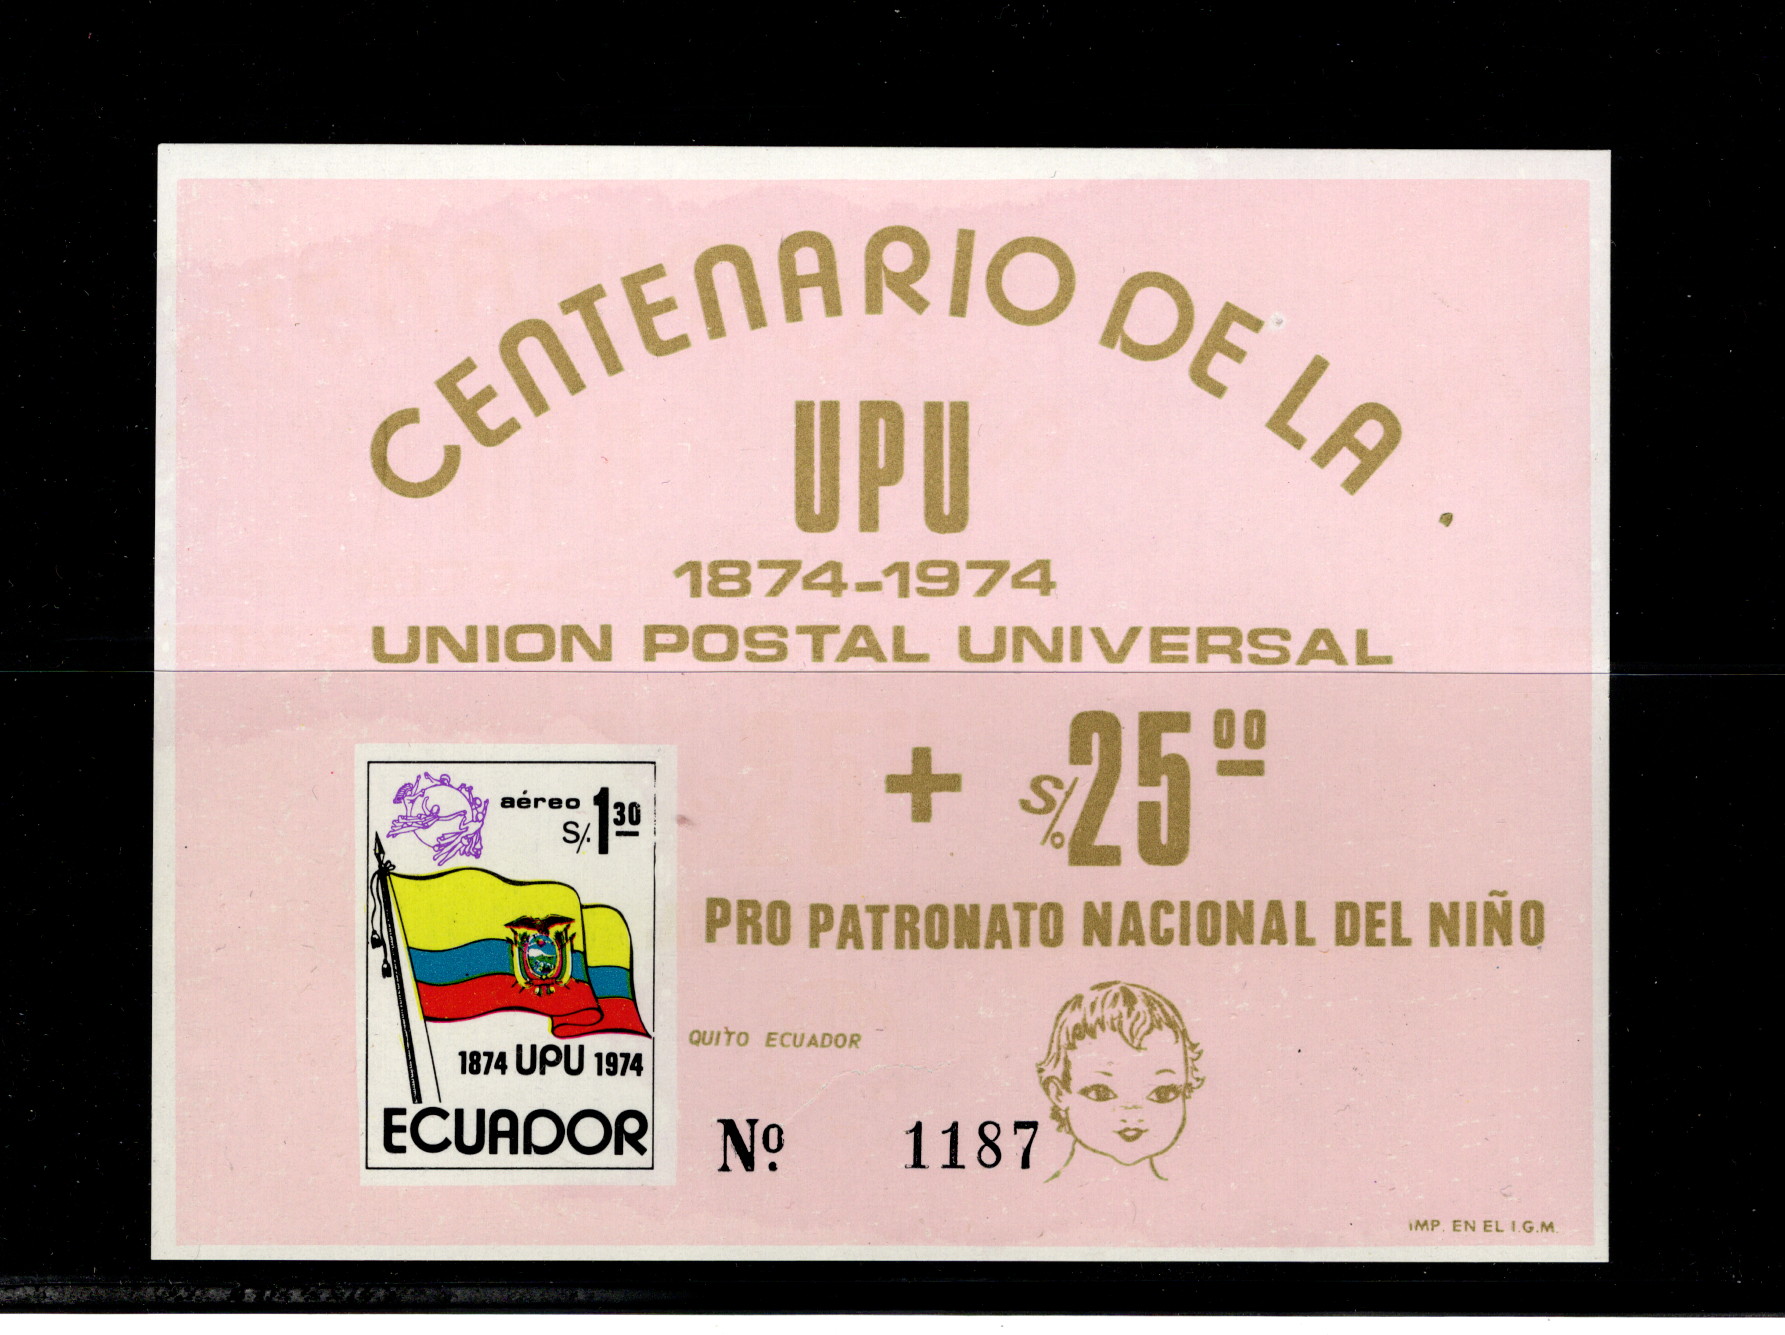 CENTENARIO DE LA
UPU
1874-1974
UNION POSTAL UNIVERSAL
+ S/. 25 00
PRO PATRONATO NACIONAL DEL NIÑO
aéreo
S/. 1 30
1874 UPU 1974
ECUADOR
QUITO ECUADOR
Nº. 1187
IMP. EN EL I.G.M.